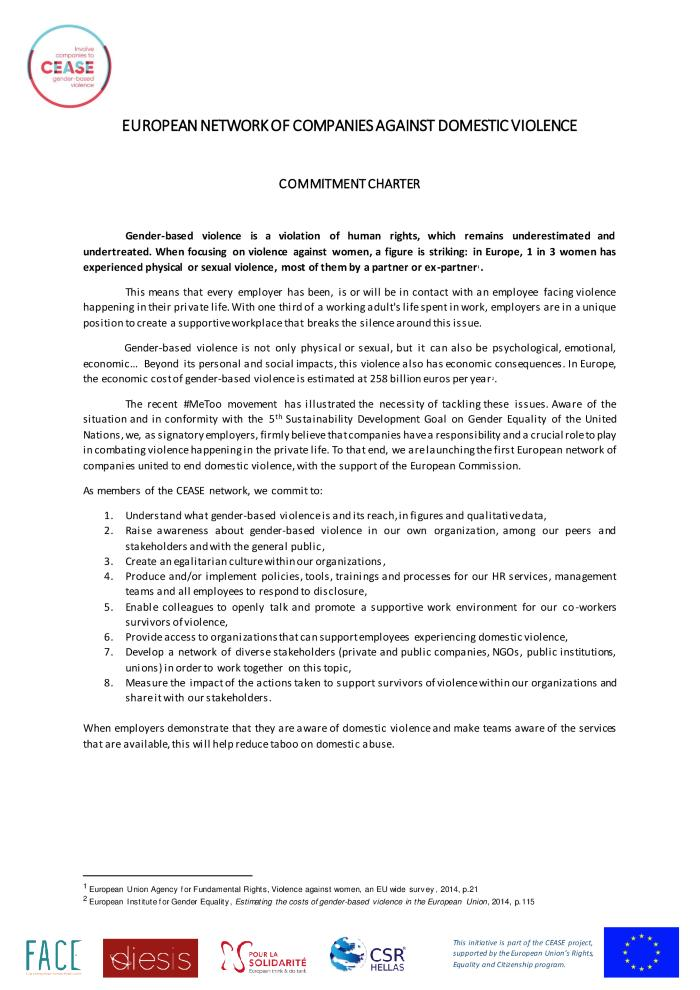 Involve
companies to
CEASE
gender-based
violence
EUROPEAN NETWORK OF COMPANIES AGAINST DOMESTIC VIOLENCE
COMMITMENT CHARTER
Gender-based violence is a violation of human rights, which remains underestimated and
undertreated. When focusing on violence against women, a figure is striking: in Europe, 1 in 3 women has
experienced physical or sexual violence, most of them by a partner or ex-partner¹.
This means that every employer has been, is or will be in contact with an employee facing violence
happening in their private life. With one third of a working adult's life spent in work, employers are in a unique
position to create a supportive workplace that breaks the silence around this issue.
Gender-based violence is not only physical or sexual, but it can also be psychological, emotional,
economic... Beyond its personal and social impacts, this violence also has economic consequences. In Europe,
the economic cost of gender-based violence is estimated at 258 billion euros per year².
The recent #MeToo movement has illustrated the necessity of tackling these issues. Aware of the
situation and in conformity with the 5th Sustainability Development Goal on Gender Equality of the United
Nations, we, as signatory employers, firmly believe that companies have a responsibility and a crucial role to play
in combating violence happening in the private life. To that end, we are launching the first European network of
companies united to end domestic violence, with the support of the European Commission.
As members of the CEASE network, we commit to:
1. Understand what gender-based violence is and its reach, in figures and qualitative data,
2. Raise awareness about gender-based violence in our own organization, among our peers and
stakeholders and with the general public,
3. Create an egalitarian culture within our organizations,
4. Produce and/or implement policies, tools, trainings and processes for our HR services, management
teams and all employees to respond to disclosure,
5. Enable colleagues to openly talk and promote a supportive work environment for our co-workers
survivors of violence,
6. Provide access to organizations that can support employees experiencing domestic violence,
7. Develop a network of diverse stakeholders (private and public companies, NGOs, public institutions,
unions) in order to work together on this topic,
8. Measure the impact of the actions taken to support survivors of violence within our organizations and
share it with our stakeholders.
When employers demonstrate that they are aware of domestic violence and make teams aware of the services
that are available, this will help reduce taboo on domestic abuse.
1 European Union Agency for Fundamental Rights, Violence against women, an EU wide survey, 2014, p.21
2 European Institute for Gender Equality, Estimating the costs of gender-based violence in the European Union, 2014, p.115
FACE
diesis
POUR LA
SOLIDARITÉ
European think & do tank
CSR
HELLAS
This initiative is part of the CEASE project,
supported by the European Union's Rights,
Equality and Citizenship program.